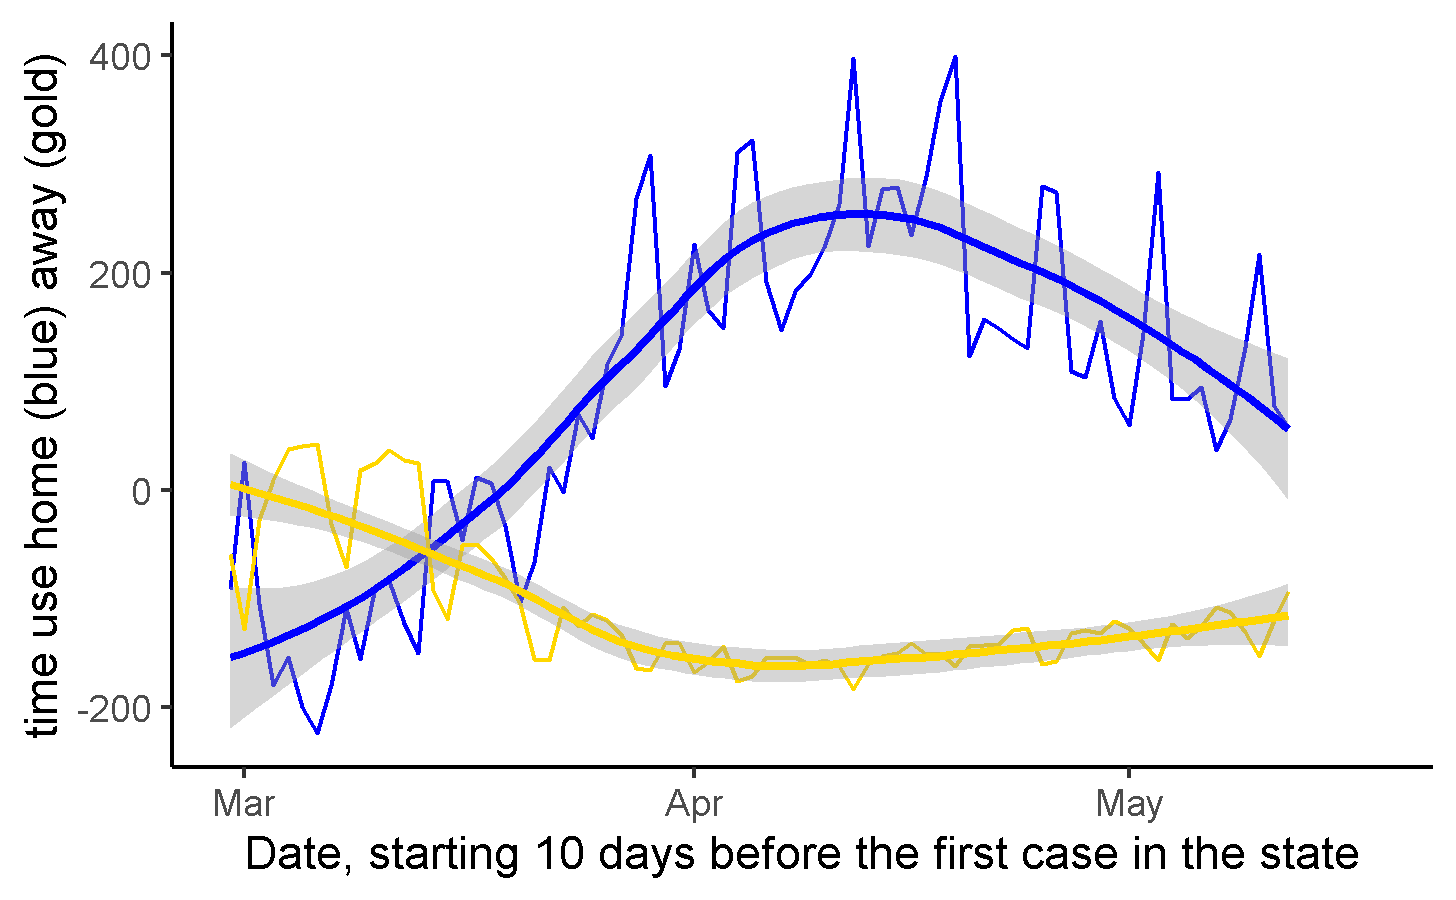 time use home (blue) away (gold)
400
200
0
-200
Mar
Apr
May
Date, starting 10 days before the first case in the state